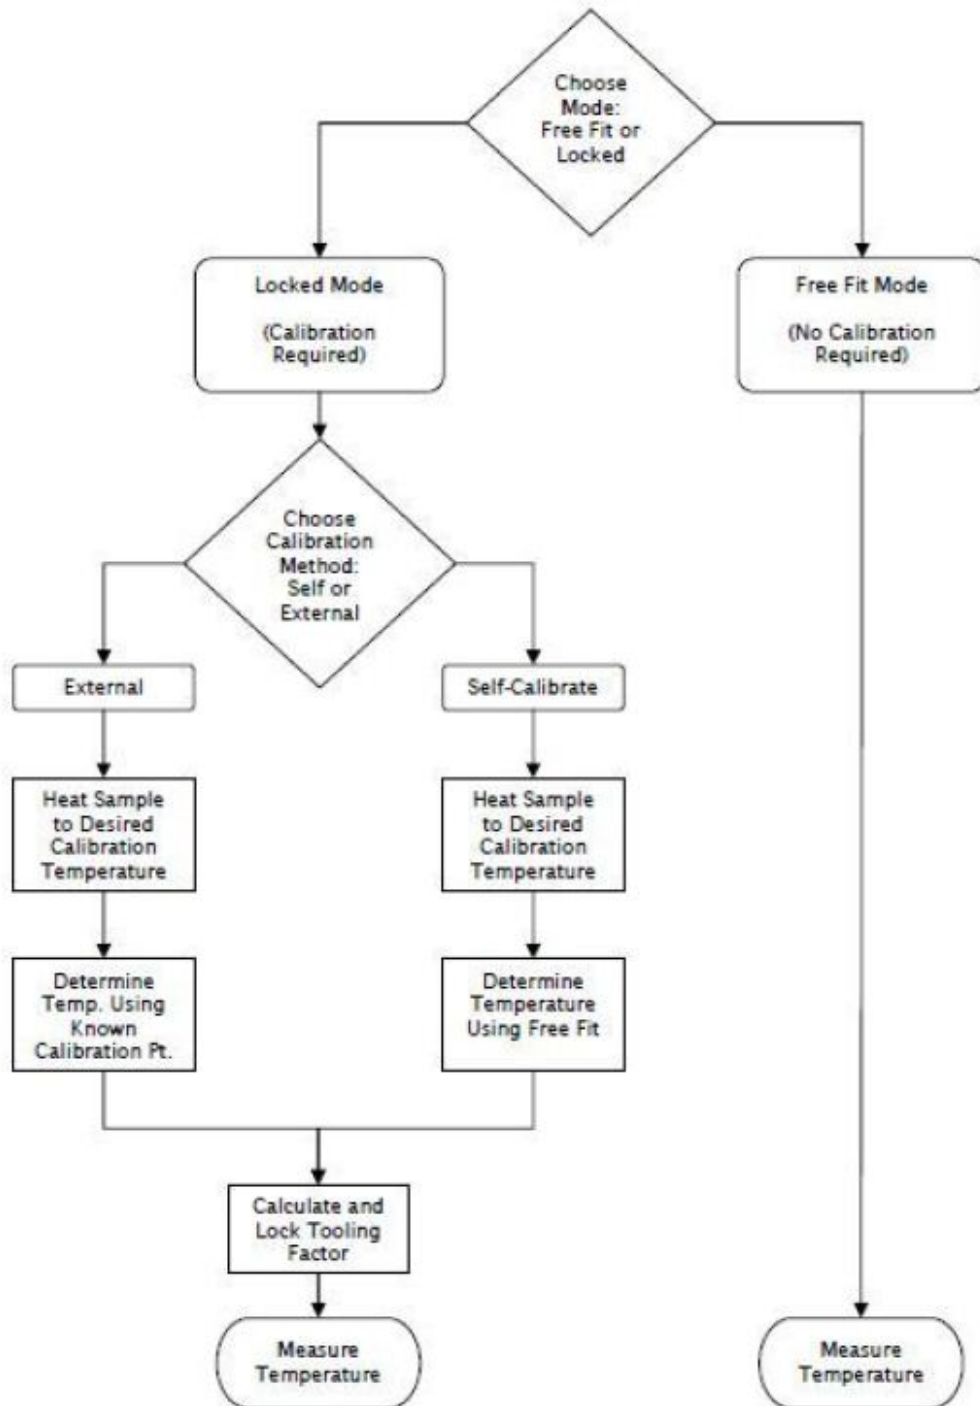 Choose
Mode:
Free Fit or
Locked
Locked Mode
(Calibration
Required)
Free Fit Mode
(No Calibration
Required)
Choose
Calibration
Method:
Self or
External
External
Self-Calibrate
Heat Sample
to Desired
Calibration
Temperature
Heat Sample
to Desired
Calibration
Temperature
Determine
Temp. Using
Known
Calibration Pt.
Determine
Temperature
Using Free Fit
Calculate and
Lock Tooling
Factor
Measure
Temperature
Measure
Temperature